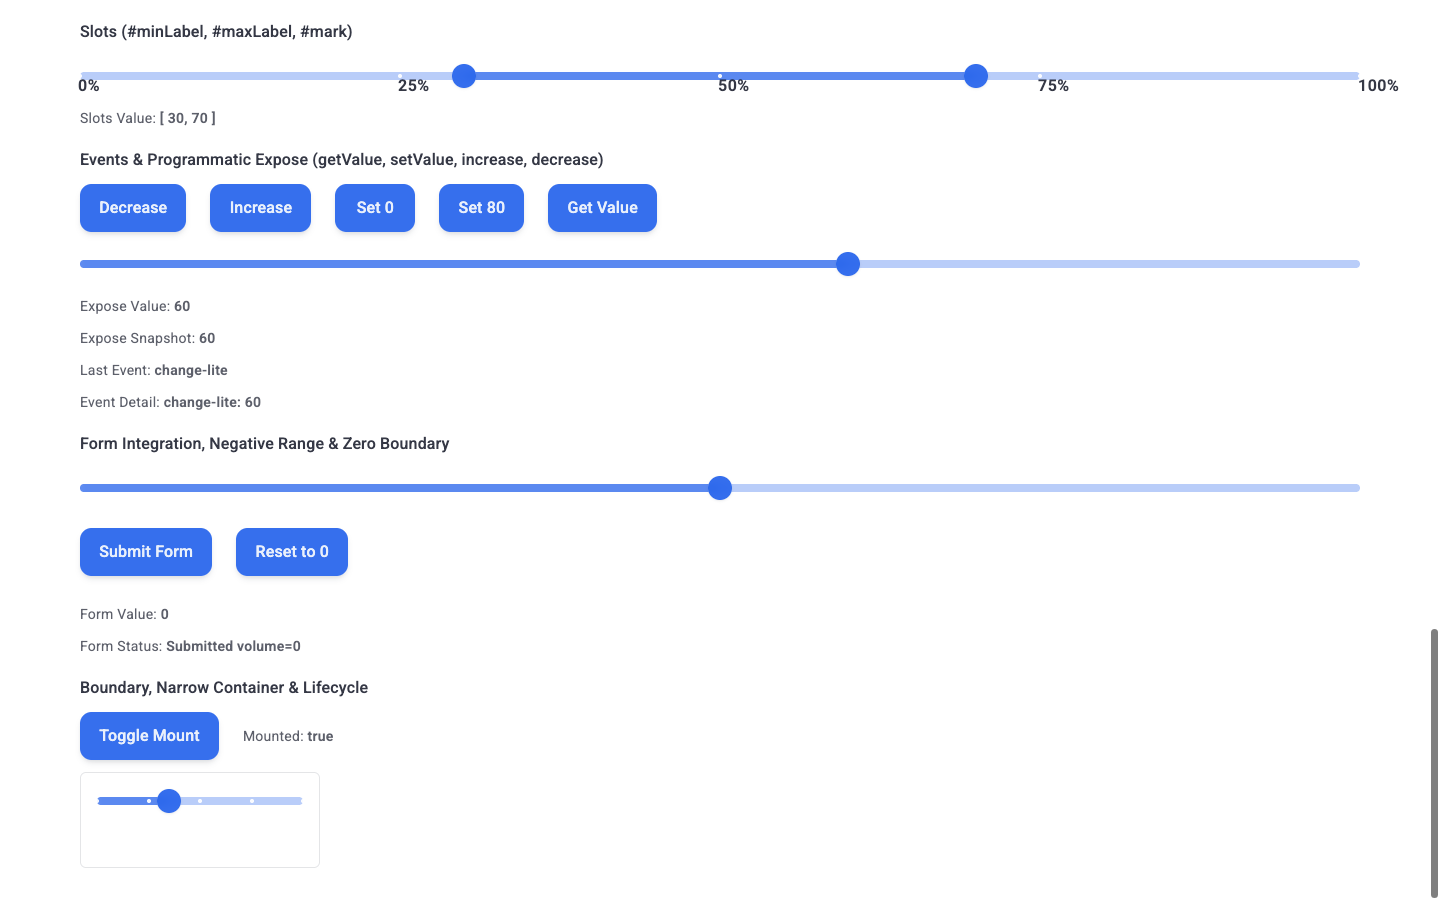 Slots (#minLabel, #maxLabel, #mark)
0% 25% 50% 75% 100%
Slots Value: [ 30, 70 ]
Events & Programmatic Expose (getValue, setValue, increase, decrease)
Decrease Increase Set 0 Set 80 Get Value
Expose Value: 60
Expose Snapshot: 60
Last Event: change-lite
Event Detail: change-lite: 60
Form Integration, Negative Range & Zero Boundary
Submit Form Reset to 0
Form Value: 0
Form Status: Submitted volume=0
Boundary, Narrow Container & Lifecycle
Toggle Mount Mounted: true